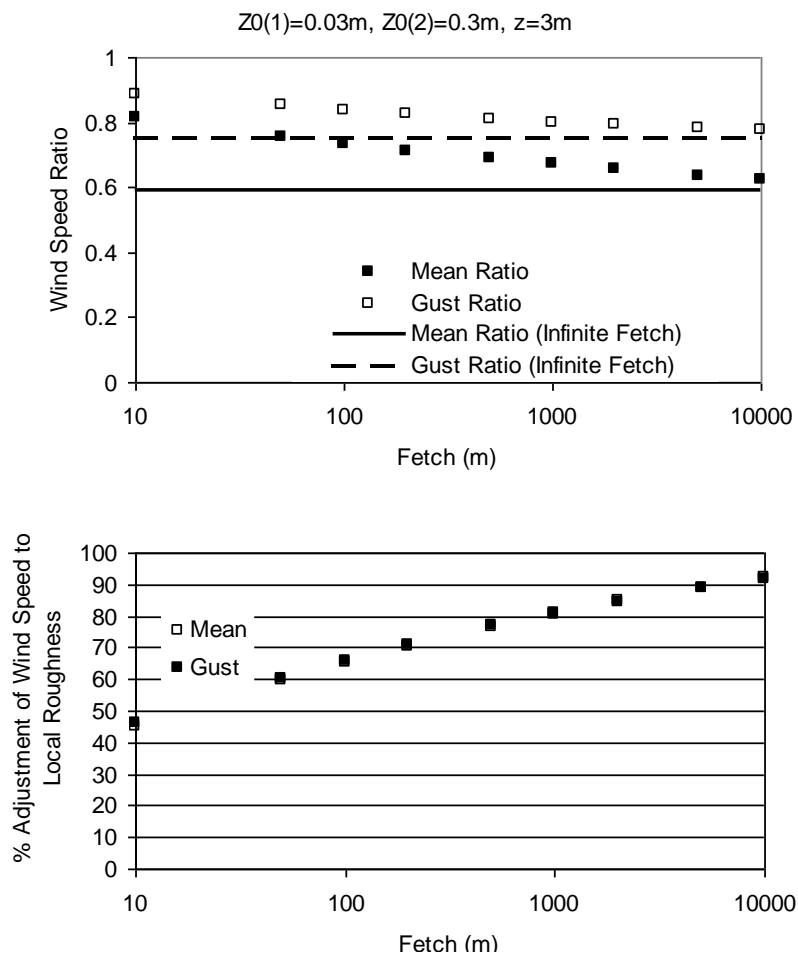 Z0(1)=0.03m, Z0(2)=0.3m, z=3m
1
0.8
0.6
0.4
0.2
0
Wind Speed Ratio
Mean Ratio
Gust Ratio
Mean Ratio (Infinite Fetch)
Gust Ratio (Infinite Fetch)
10 100 1000 10000
Fetch (m)
100
90
80
70
60
50
40
30
20
10
0
% Adjustment of Wind Speed to
Local Roughness
Mean
Gust
10 100 1000 10000
Fetch (m)